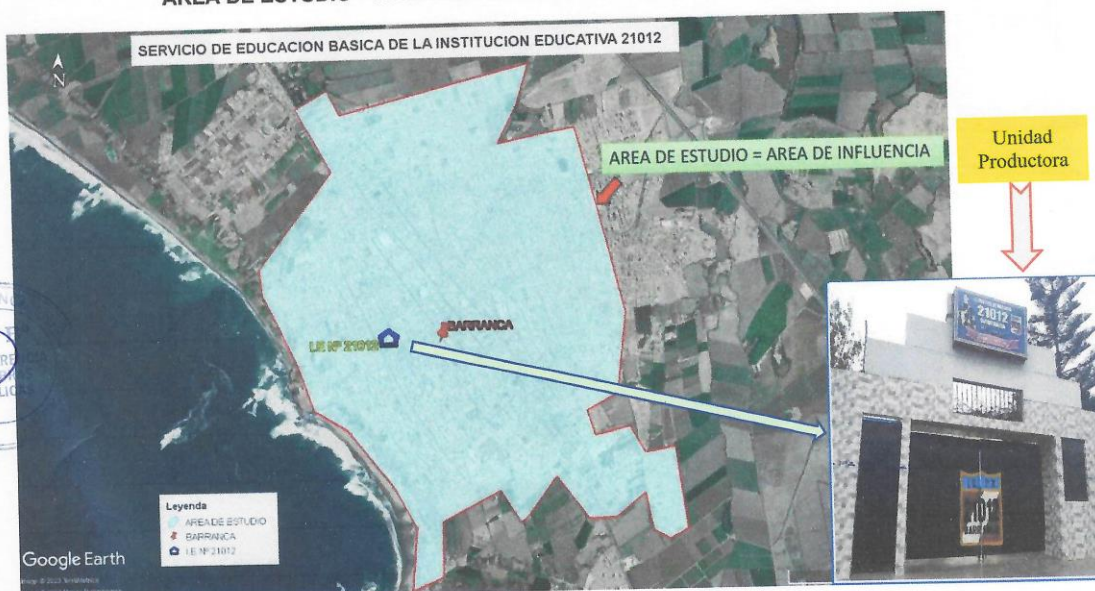 AREA DE ESTUDIO
SERVICIO DE EDUCACION BASICA DE LA INSTITUCION EDUCATIVA 21012
N
AREA DE ESTUDIO = AREA DE INFLUENCIA
Unidad
Productora
BARRANCA
I.E Nº 21012
21012
Leyenda
AREA DE ESTUDIO
BARRANCA
I.E Nº 21012
Google Earth